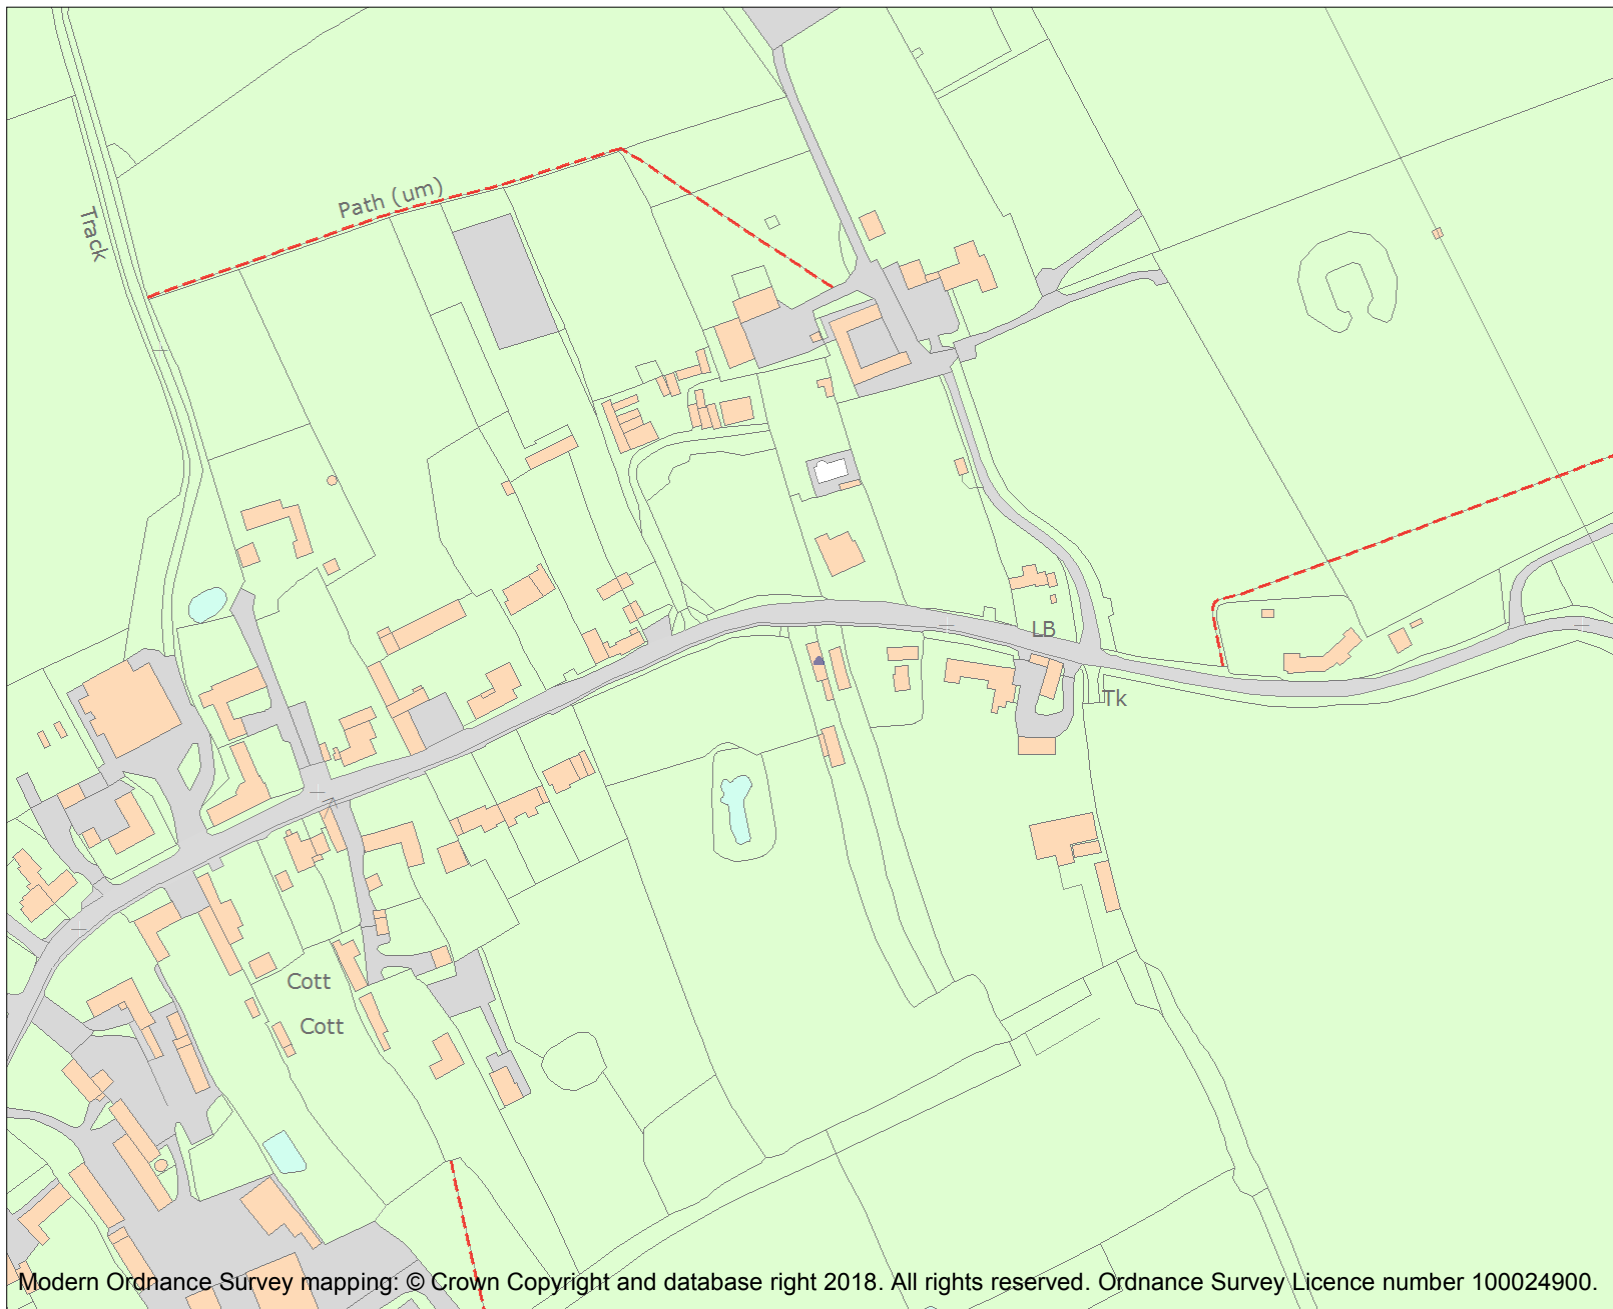 Path (um)
Track
LB
Tk
Cott
Cott
Modern Ordnance Survey mapping: © Crown Copyright and database right 2018. All rights reserved. Ordnance Survey Licence number 100024900.